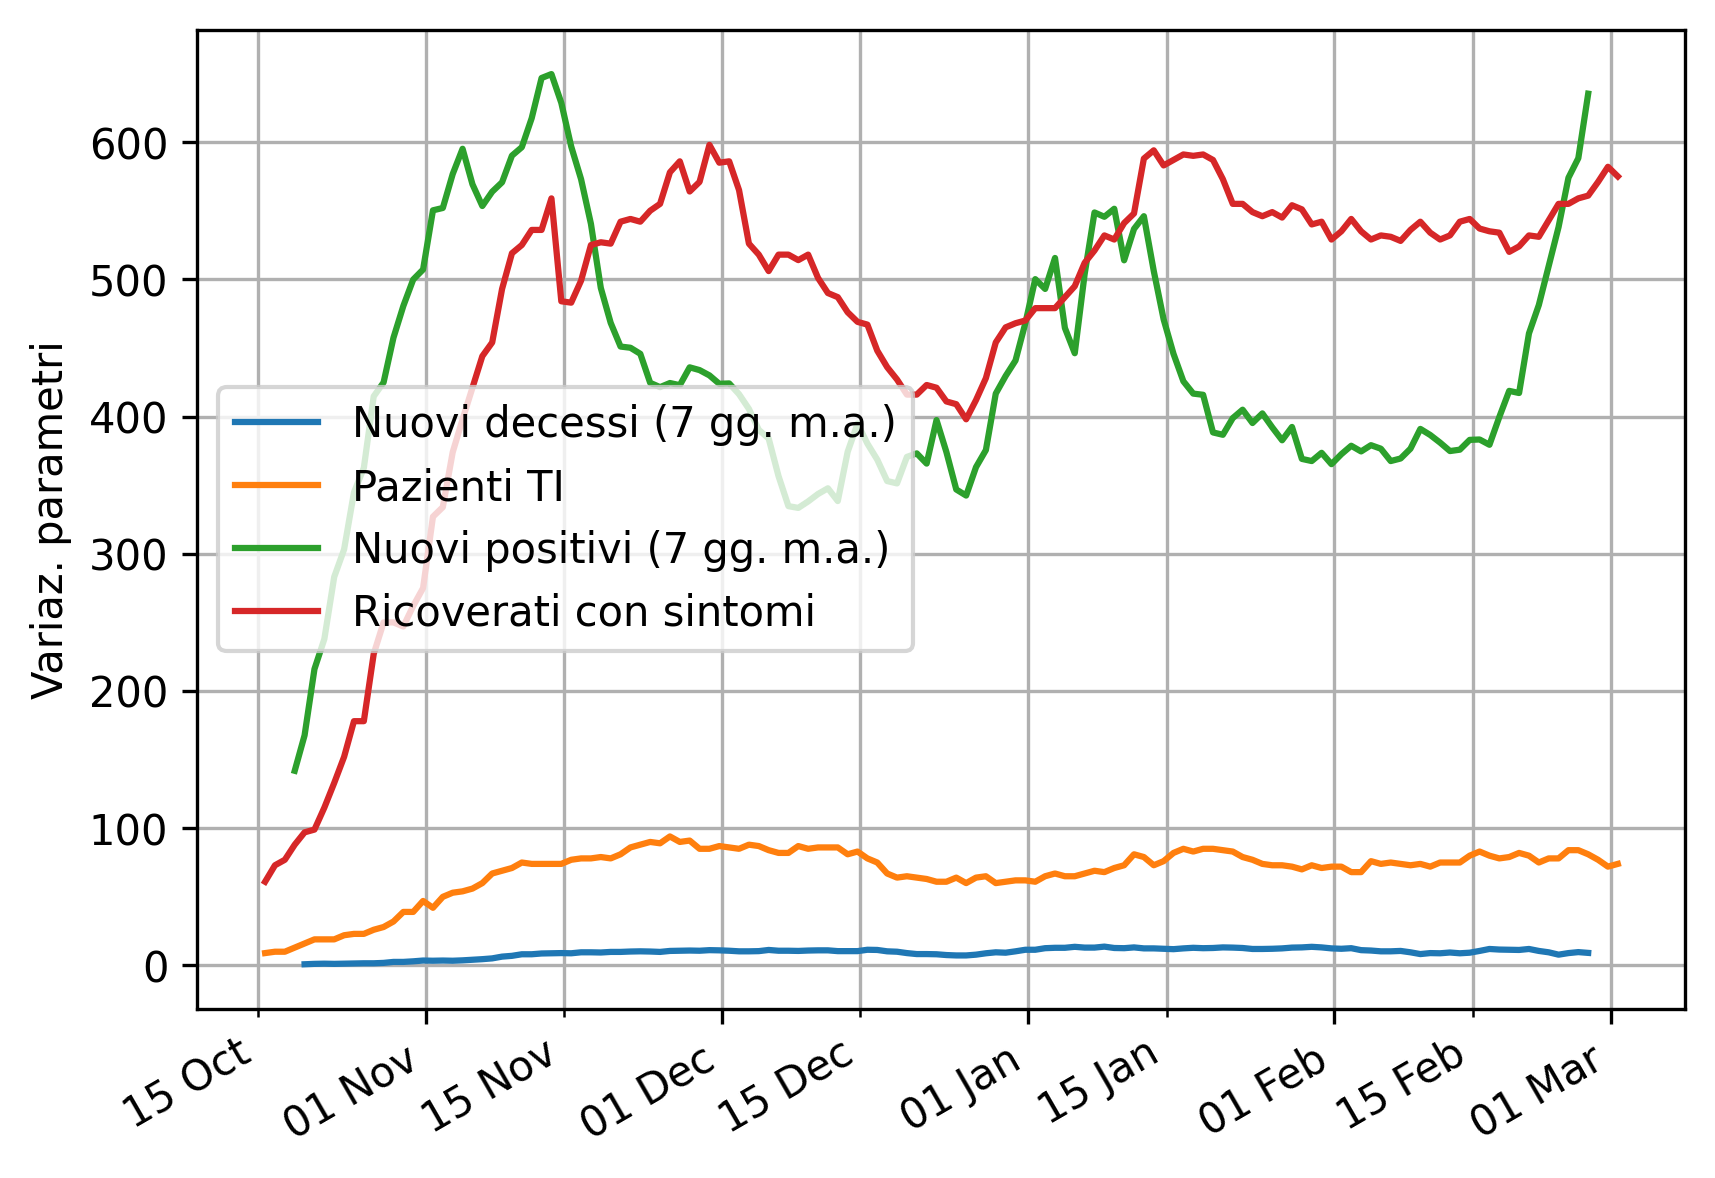 Variaz. parametri
600
500
400
300
200
100
0
Nuovi decessi (7 gg. m.a.)
Pazienti TI
Nuovi positivi (7 gg. m.a.)
Ricoverati con sintomi
15 Oct
01 Nov
15 Nov
01 Dec
15 Dec
01 Jan
15 Jan
01 Feb
15 Feb
01 Mar